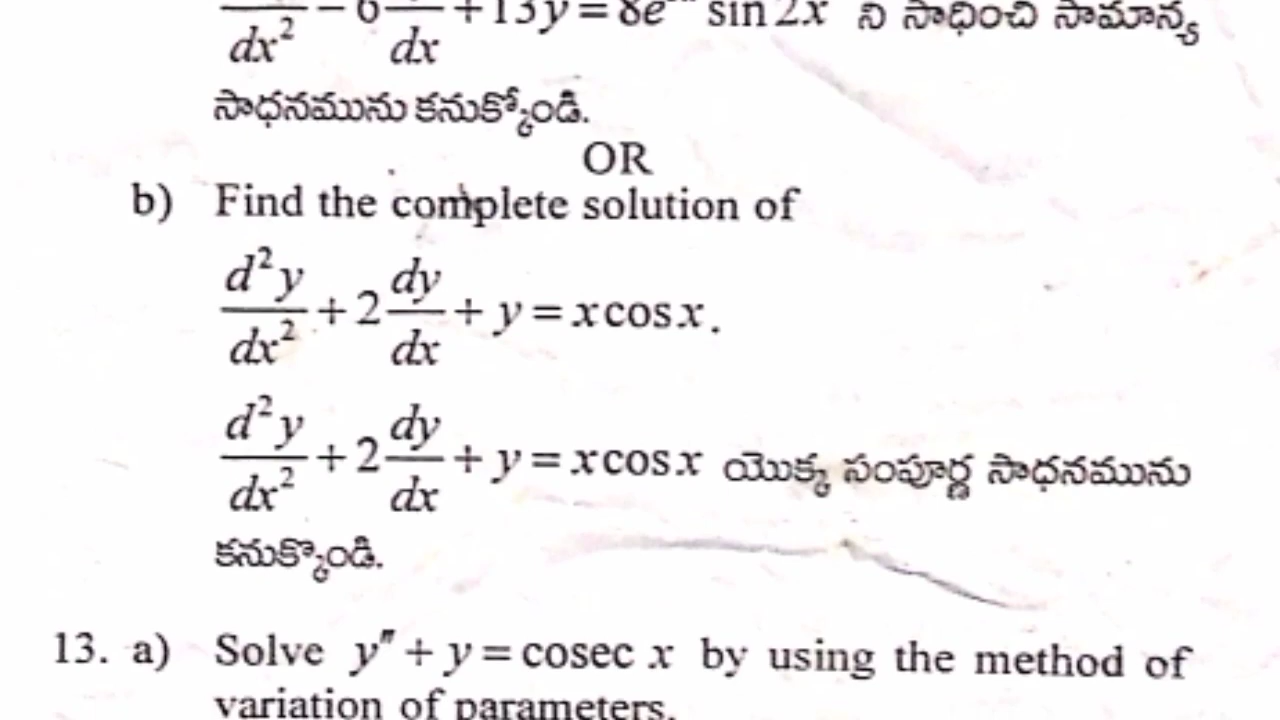 d²y/dx² − 6 dy/dx + 13y = 8e sin 2x ని సాధించి సామాన్య
సాధనమును కనుక్కోండి.
OR
b) Find the complete solution of
d²y/dx² + 2 dy/dx + y = x cos x.
d²y/dx² + 2 dy/dx + y = x cos x యొక్క సంపూర్ణ సాధనమును
కనుక్కొండి.
13. a) Solve y″ + y = cosec x by using the method of
variation of parameters.